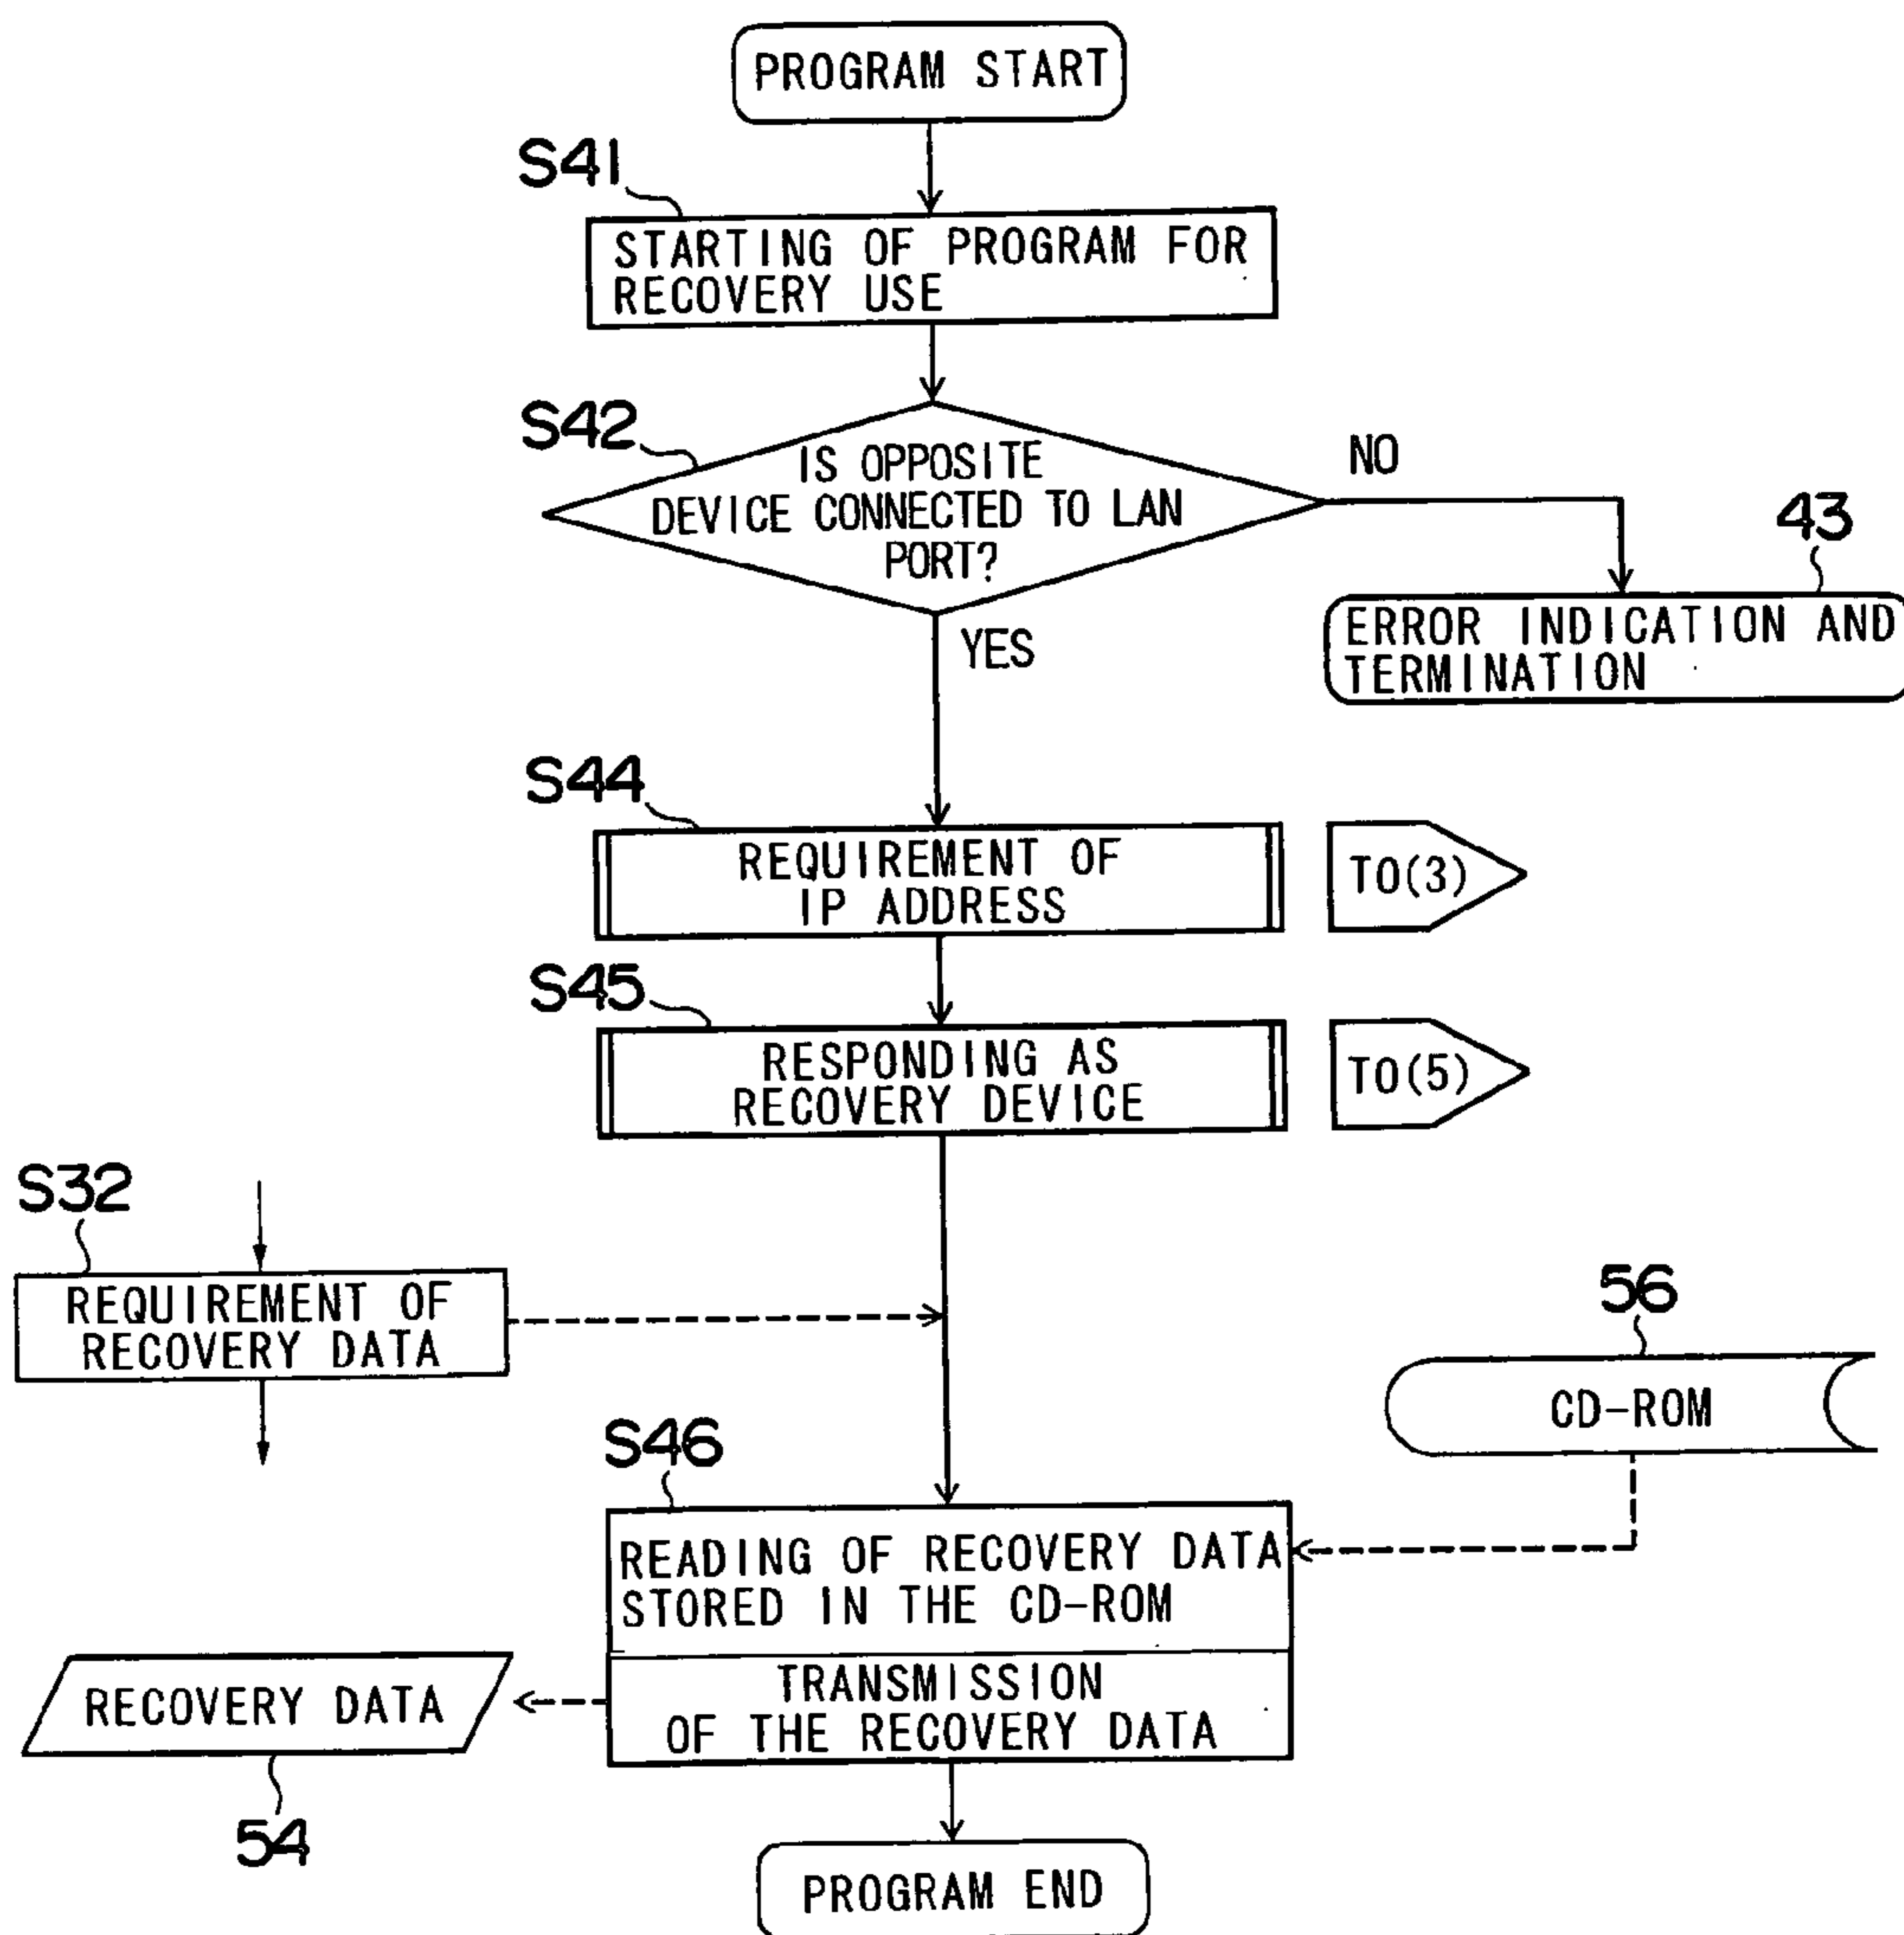 PROGRAM START
S41
STARTING OF PROGRAM FOR
RECOVERY USE
S42
IS OPPOSITE
DEVICE CONNECTED TO LAN
PORT?
NO
43
ERROR INDICATION AND
TERMINATION
YES
S44
REQUIREMENT OF
IP ADDRESS
TO(3)
S45
RESPONDING AS
RECOVERY DEVICE
TO(5)
S32
REQUIREMENT OF
RECOVERY DATA
56
CD-ROM
S46
READING OF RECOVERY DATA
STORED IN THE CD-ROM
TRANSMISSION
OF THE RECOVERY DATA
RECOVERY DATA
54
PROGRAM END